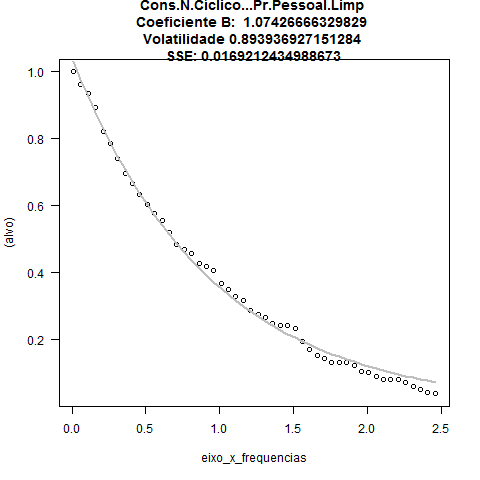 Cons.N.Ciclico...Pr.Pessoal.Limp
Coeficiente B:  1.07426666329829
Volatilidade 0.893936927151284
SSE: 0.0169212434988673
1.0
0.8
0.6
0.4
0.2
(alvo)
0.0 0.5 1.0 1.5 2.0 2.5
eixo_x_frequencias